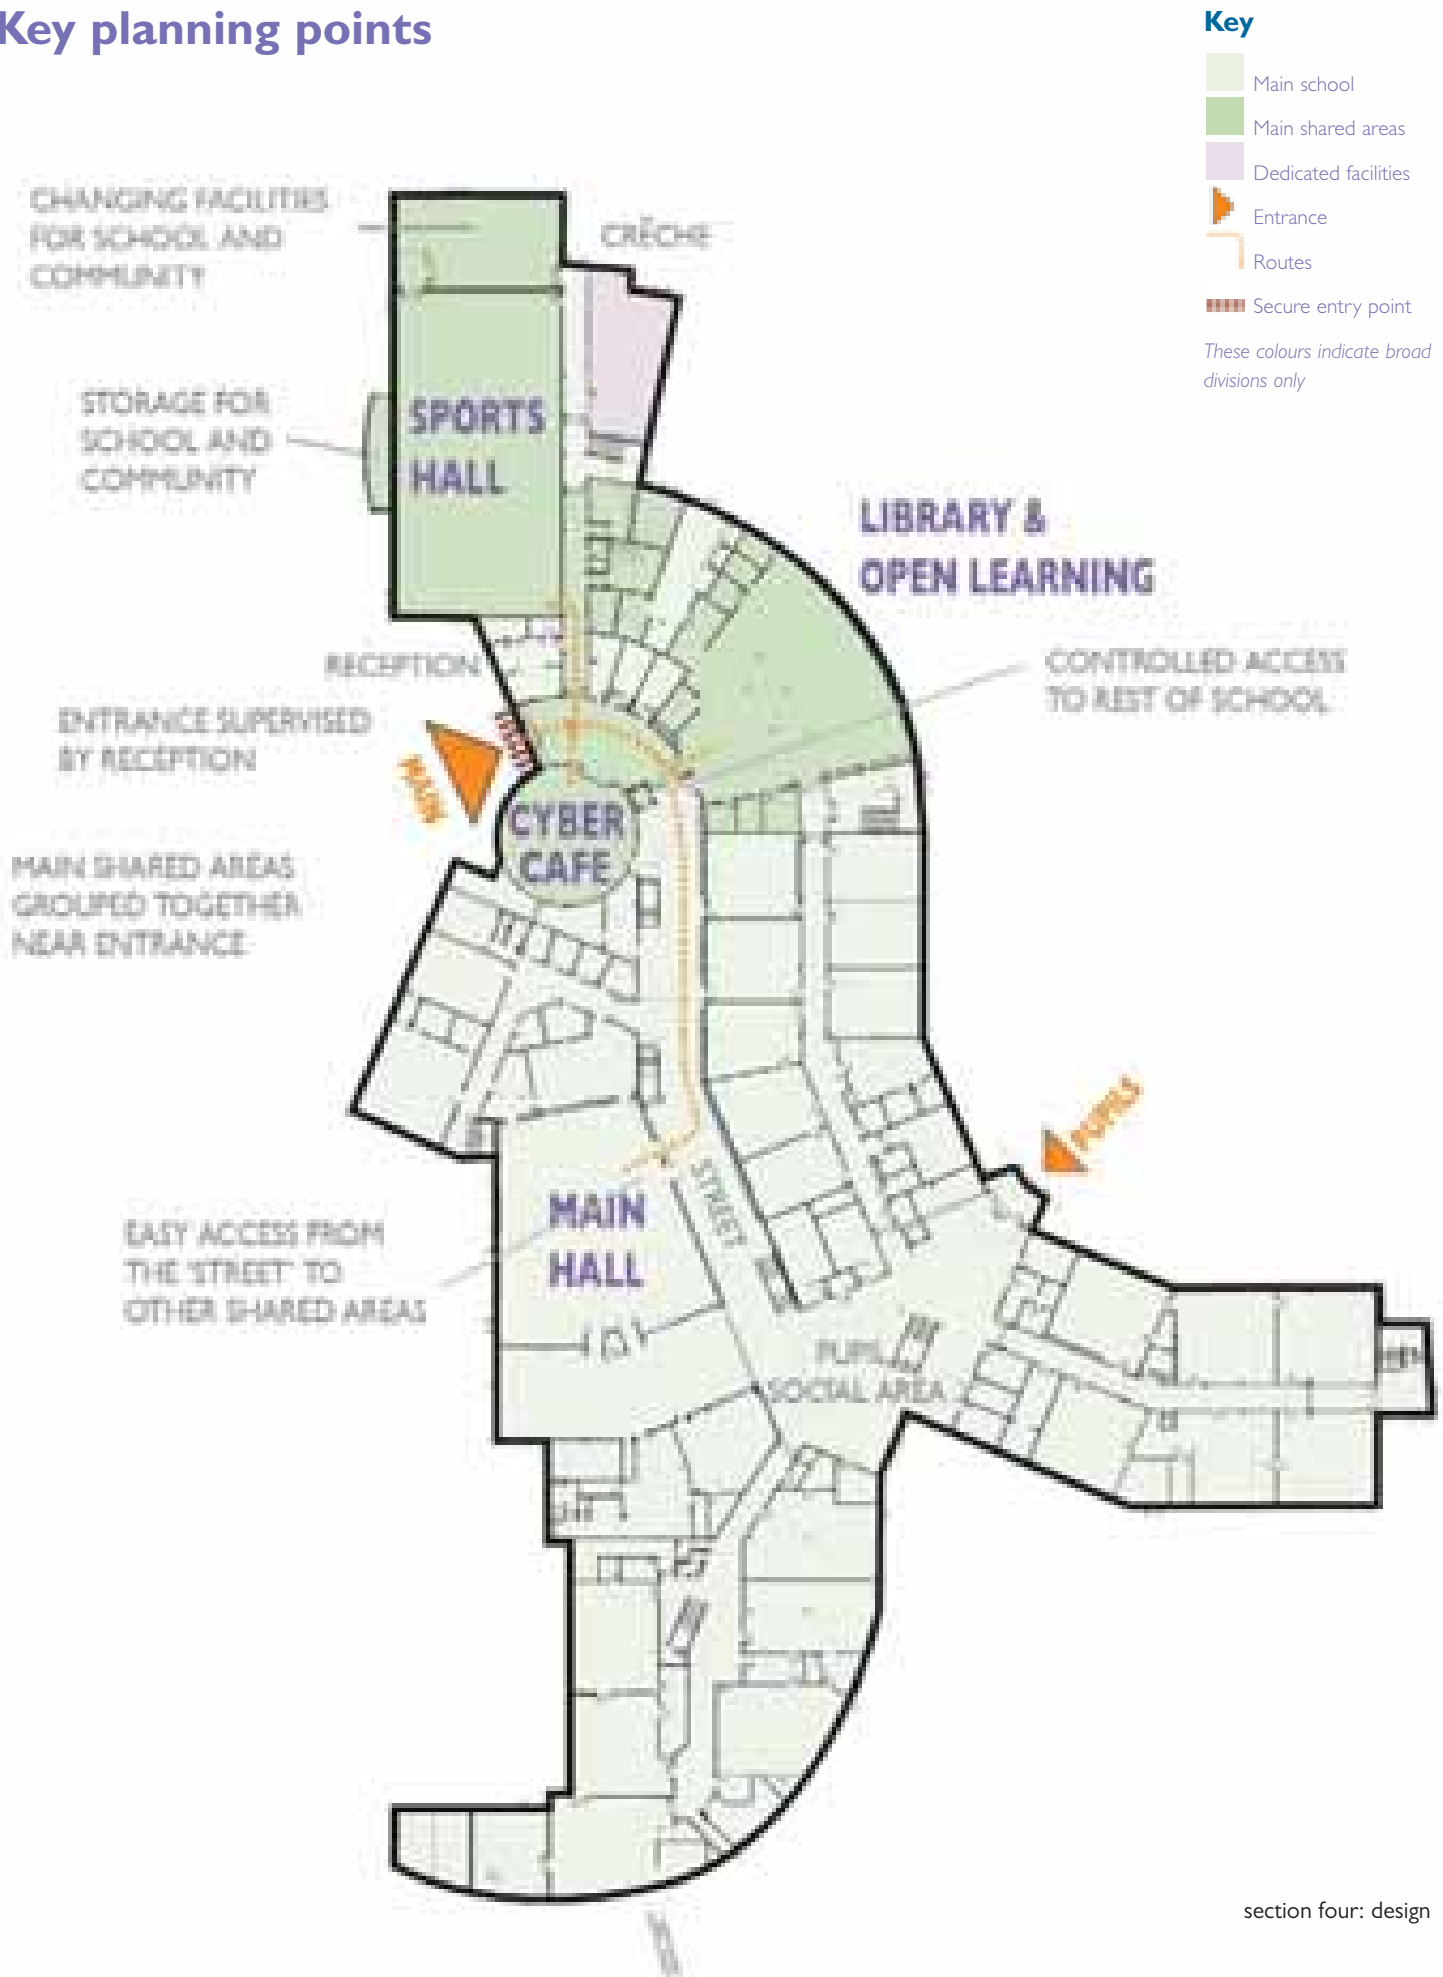 Key planning points
Key
Main school
Main shared areas
Dedicated facilities
Entrance
Routes
Secure entry point
These colours indicate broad
divisions only
CHANGING FACILITIES
FOR SCHOOL AND
COMMUNITY
CRÊCHE
STORAGE FOR
SCHOOL AND
COMMUNITY
SPORTS
HALL
LIBRARY &
OPEN LEARNING
RECEPTION
CONTROLLED ACCESS
TO REST OF SCHOOL
ENTRANCE SUPERVISED
BY RECEPTION
MAIN
CYBER
CAFE
MAIN SHARED AREAS
GROUPED TOGETHER
NEAR ENTRANCE
PUPILS
STREET
MAIN
HALL
EASY ACCESS FROM
THE 'STREET' TO
OTHER SHARED AREAS
PUPIL
SOCIAL AREA
section four: design